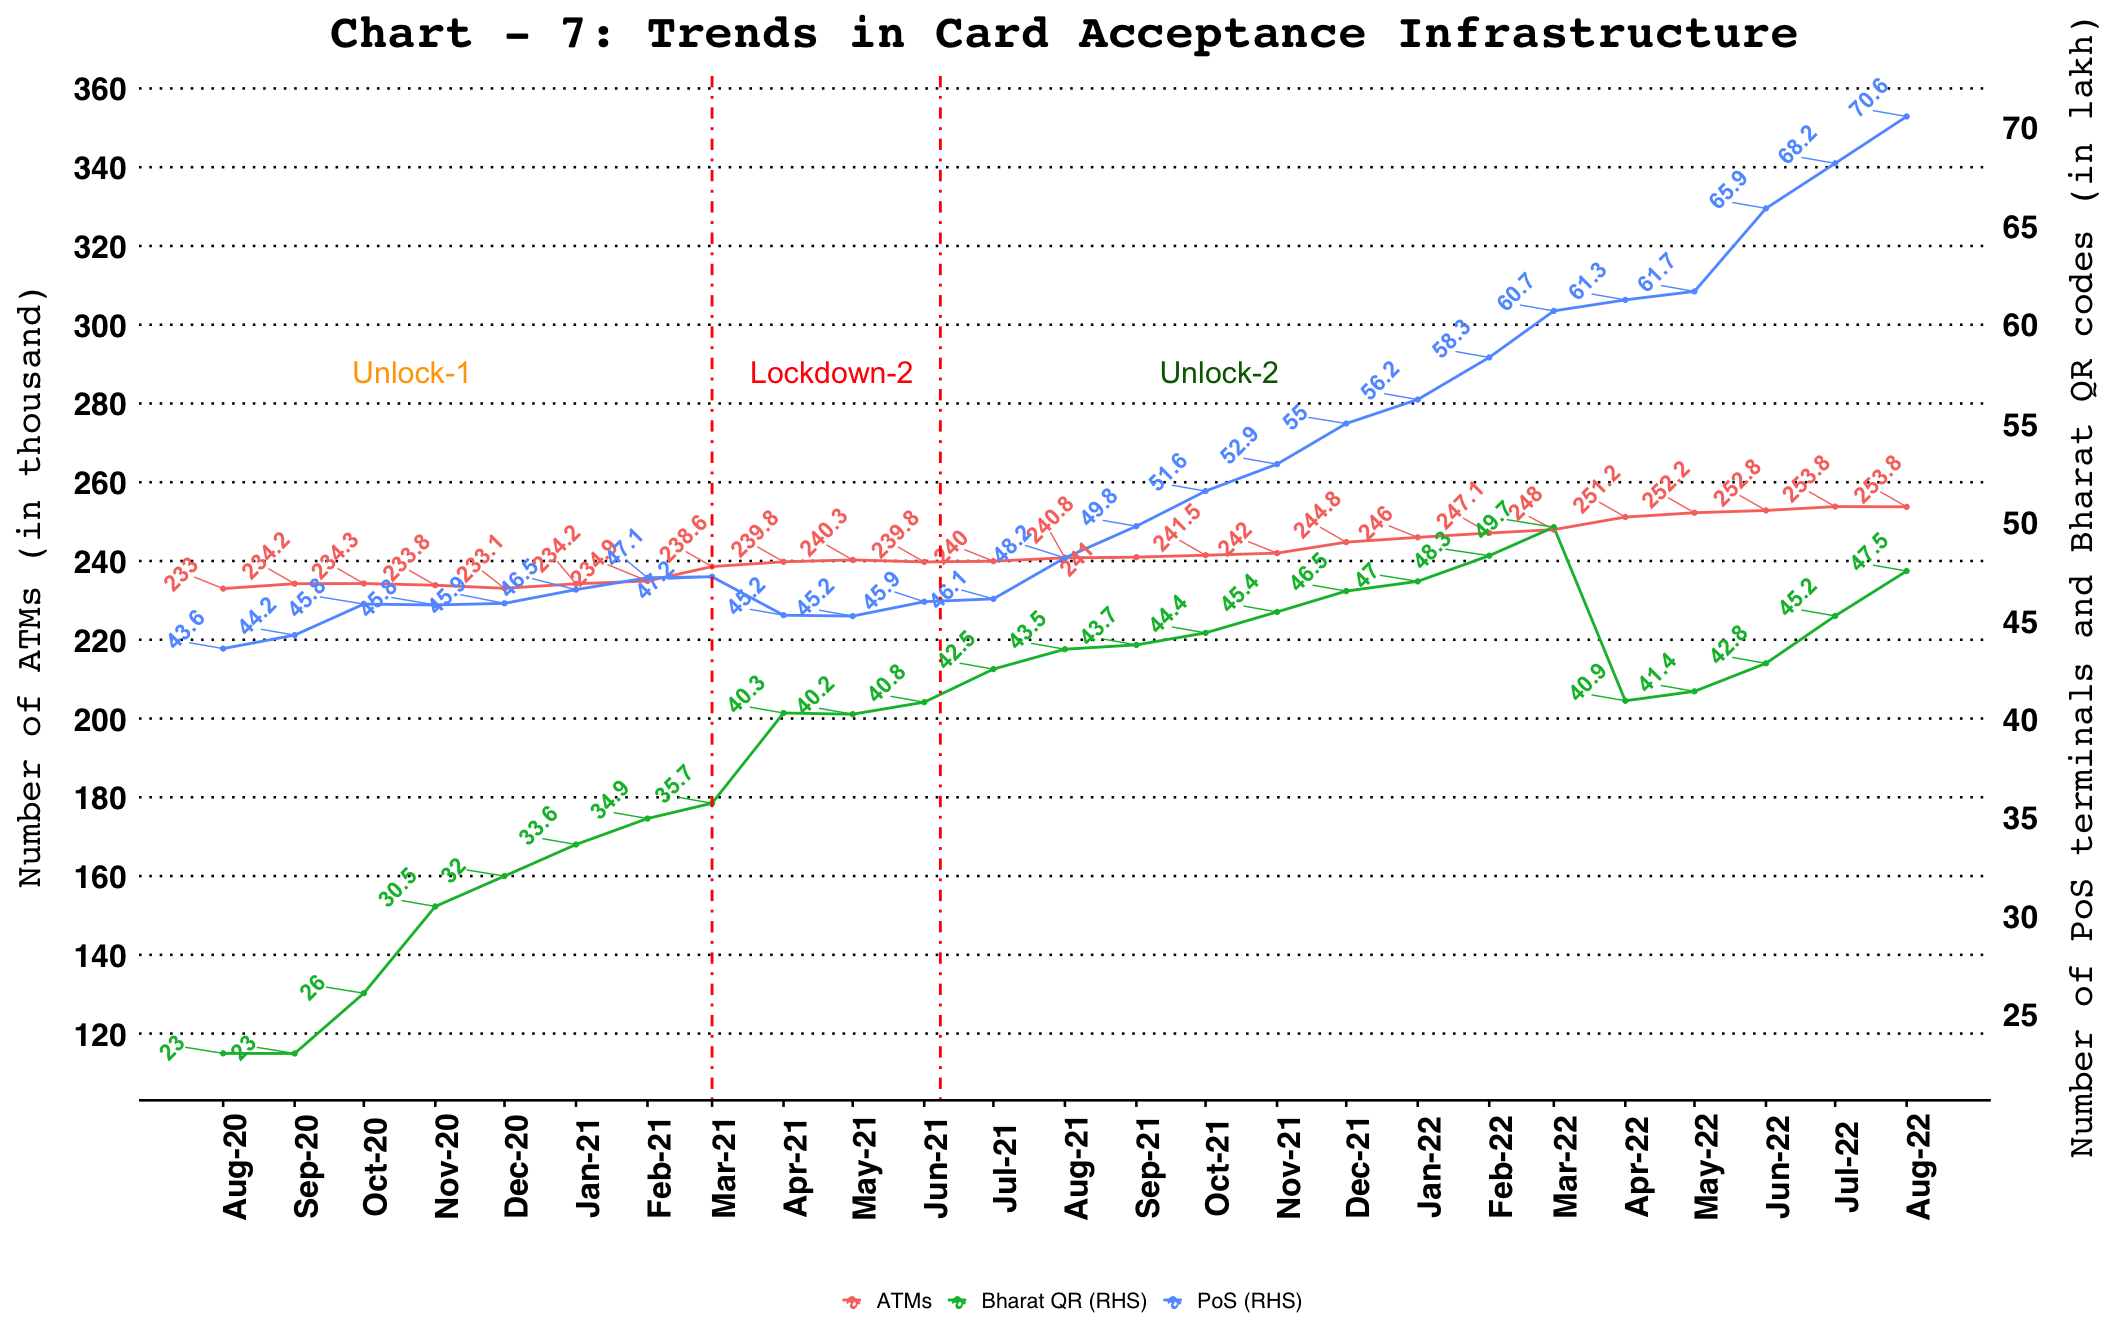 Chart – 7: Trends in Card Acceptance Infrastructure
Number of ATMs (in thousand)
360
340
320
300
280
260
240
220
200
180
160
140
120
Unlock-1
Lockdown-2
Unlock-2
233
234.2
234.3
233.8
233.1
234.2
234.9
238.6
239.8
240.3
239.8
240
240.8
241
241.5
242
244.8
246
247.1
248
251.2
252.2
252.8
253.8
253.8
43.6
44.2
45.8
45.8
45.9
46.5
47.1
47.2
45.2
45.2
45.9
46.1
48.2
49.8
51.6
52.9
55
56.2
58.3
60.7
61.3
61.7
65.9
68.2
70.6
23
23
26
30.5
32
33.6
34.9
35.7
40.3
40.2
40.8
42.5
43.5
43.7
44.4
45.4
46.5
47
48.3
49.7
40.9
41.4
42.8
45.2
47.5
70
65
60
55
50
45
40
35
30
25
Number of PoS terminals and Bharat QR codes (in lakh)
Aug-20
Sep-20
Oct-20
Nov-20
Dec-20
Jan-21
Feb-21
Mar-21
Apr-21
May-21
Jun-21
Jul-21
Aug-21
Sep-21
Oct-21
Nov-21
Dec-21
Jan-22
Feb-22
Mar-22
Apr-22
May-22
Jun-22
Jul-22
Aug-22
ATMs
Bharat QR (RHS)
PoS (RHS)